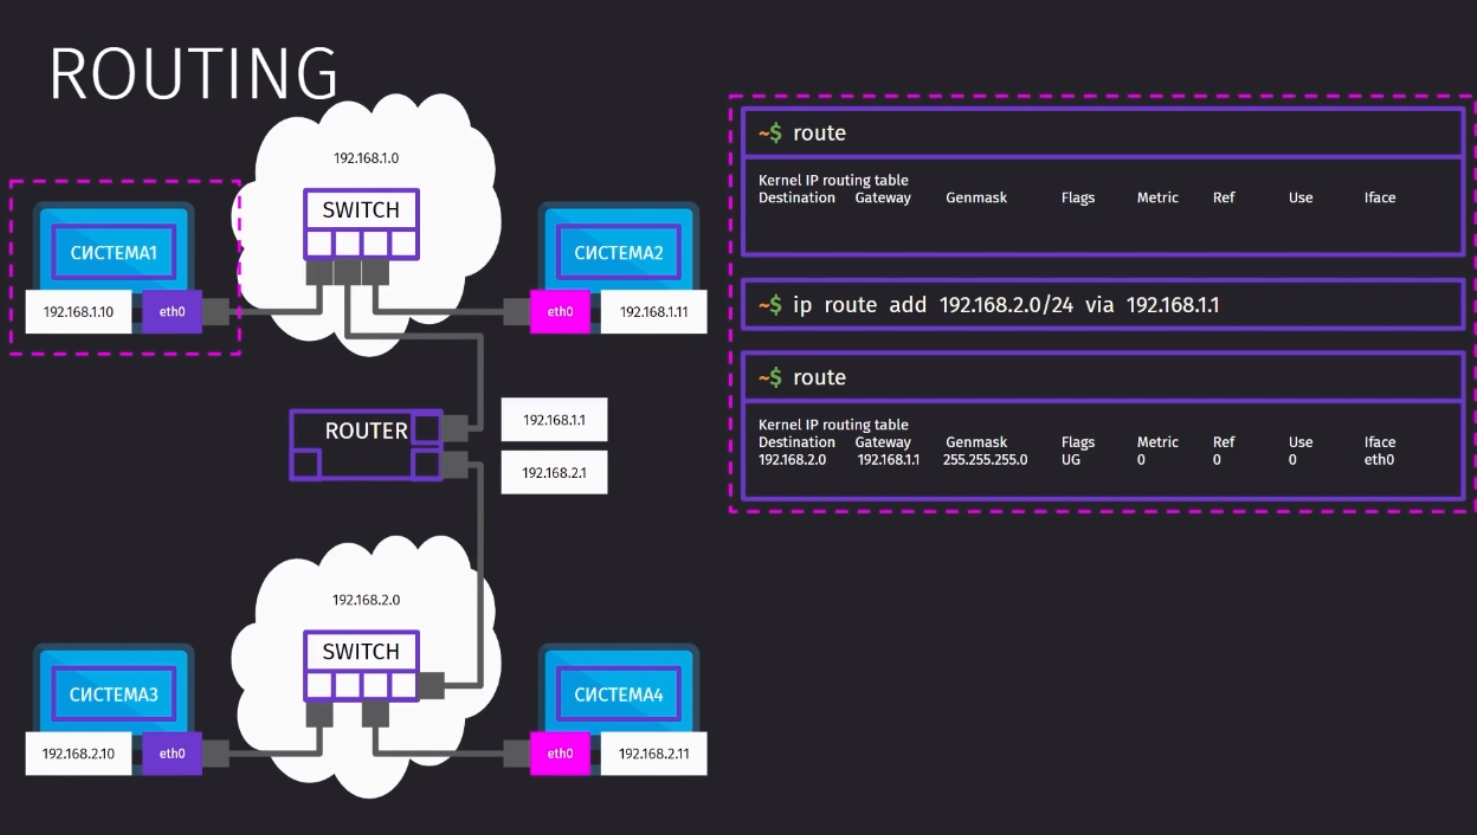 ROUTING
192.168.1.0
SWITCH
СИСТЕМА1
192.168.1.10
eth0
СИСТЕМА2
eth0
192.168.1.11
ROUTER
192.168.1.1
192.168.2.1
192.168.2.0
SWITCH
СИСТЕМА3
192.168.2.10
eth0
СИСТЕМА4
eth0
192.168.2.11
~$ route
Kernel IP routing table
Destination Gateway Genmask Flags Metric Ref Use Iface
~$ ip route add 192.168.2.0/24 via 192.168.1.1
~$ route
Kernel IP routing table
Destination Gateway Genmask Flags Metric Ref Use Iface
192.168.2.0 192.168.1.1 255.255.255.0 UG 0 0 0 eth0